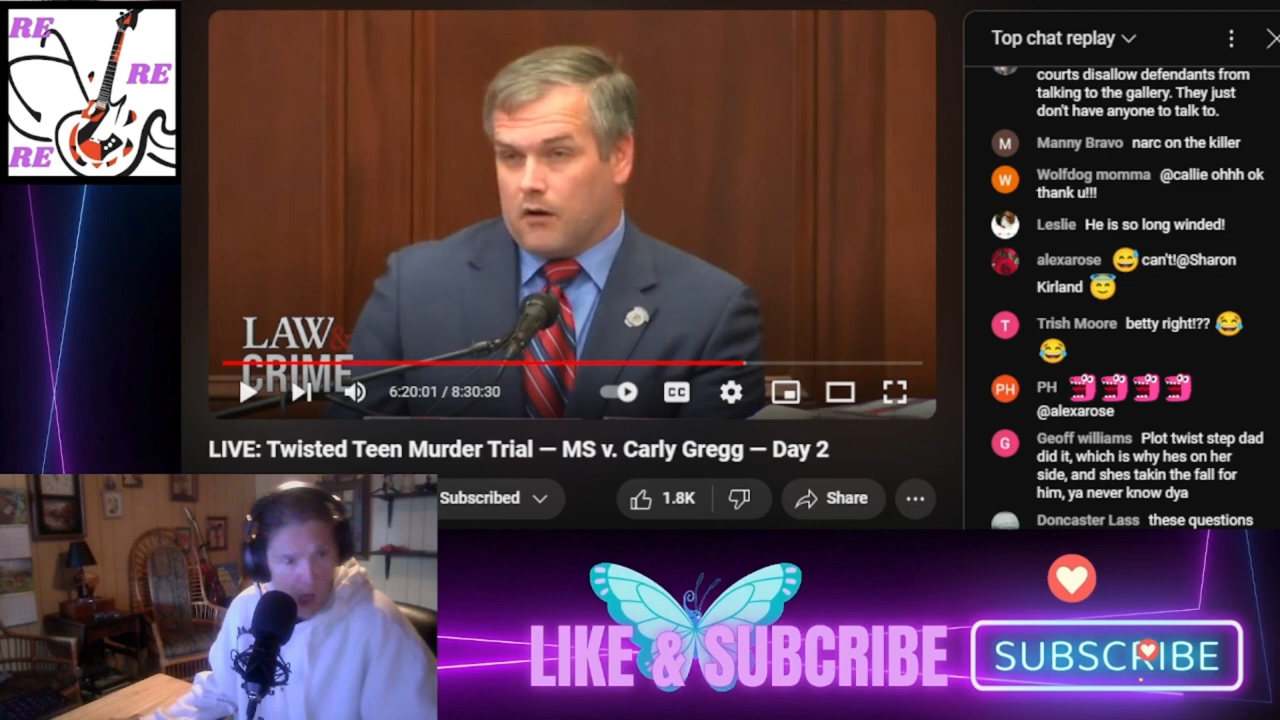 RE
RE
RE
LAW&
CRIME
6:20:01 / 8:30:30
CC
LIVE: Twisted Teen Murder Trial — MS v. Carly Gregg — Day 2
Subscribed
1.8K
Share
Top chat replay
courts disallow defendants from
talking to the gallery. They just
don't have anyone to talk to.
M Manny Bravo narc on the killer
W Wolfdog momma @callie ohhh ok
thank u!!!
Leslie He is so long winded!
alexarose 😅 can't!@Sharon
Kirland 😇
T Trish Moore betty right!?? 😂
😂
PH PH
@alexarose
G Geoff williams Plot twist step dad
did it, which is why hes on her
side, and shes takin the fall for
him, ya never know dya
Doncaster Lass these questions
LIKE & SUBCRIBE
SUBSCRIBE